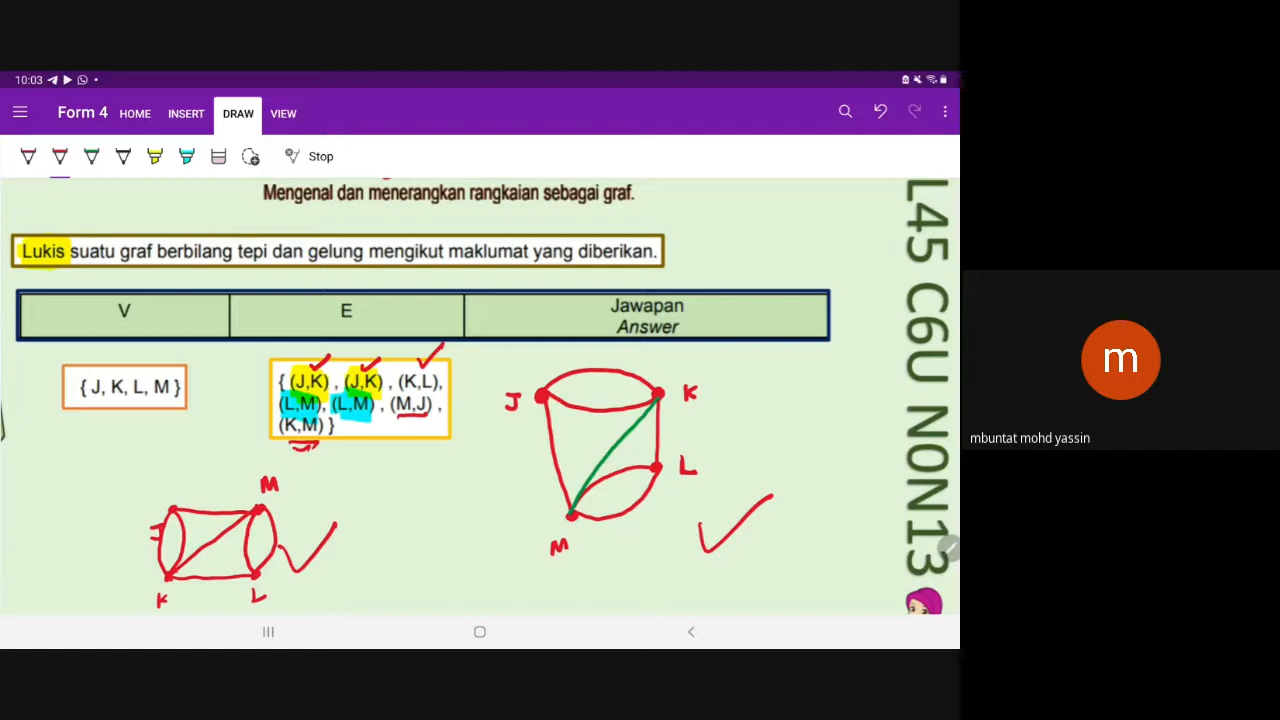 10:03
Form 4 HOME INSERT DRAW VIEW
Stop
Mengenal dan menerangkan rangkaian sebagai graf.
Lukis suatu graf berbilang tepi dan gelung mengikut maklumat yang diberikan.
V E Jawapan
Answer
{ J, K, L, M }
{ (J,K) , (J,K) , (K,L),
(L,M), (L,M) , (M,J) ,
(K,M) }
J K
L
M
M
J
K L
L45 C6U N0N13
m
mbuntat mohd yassin